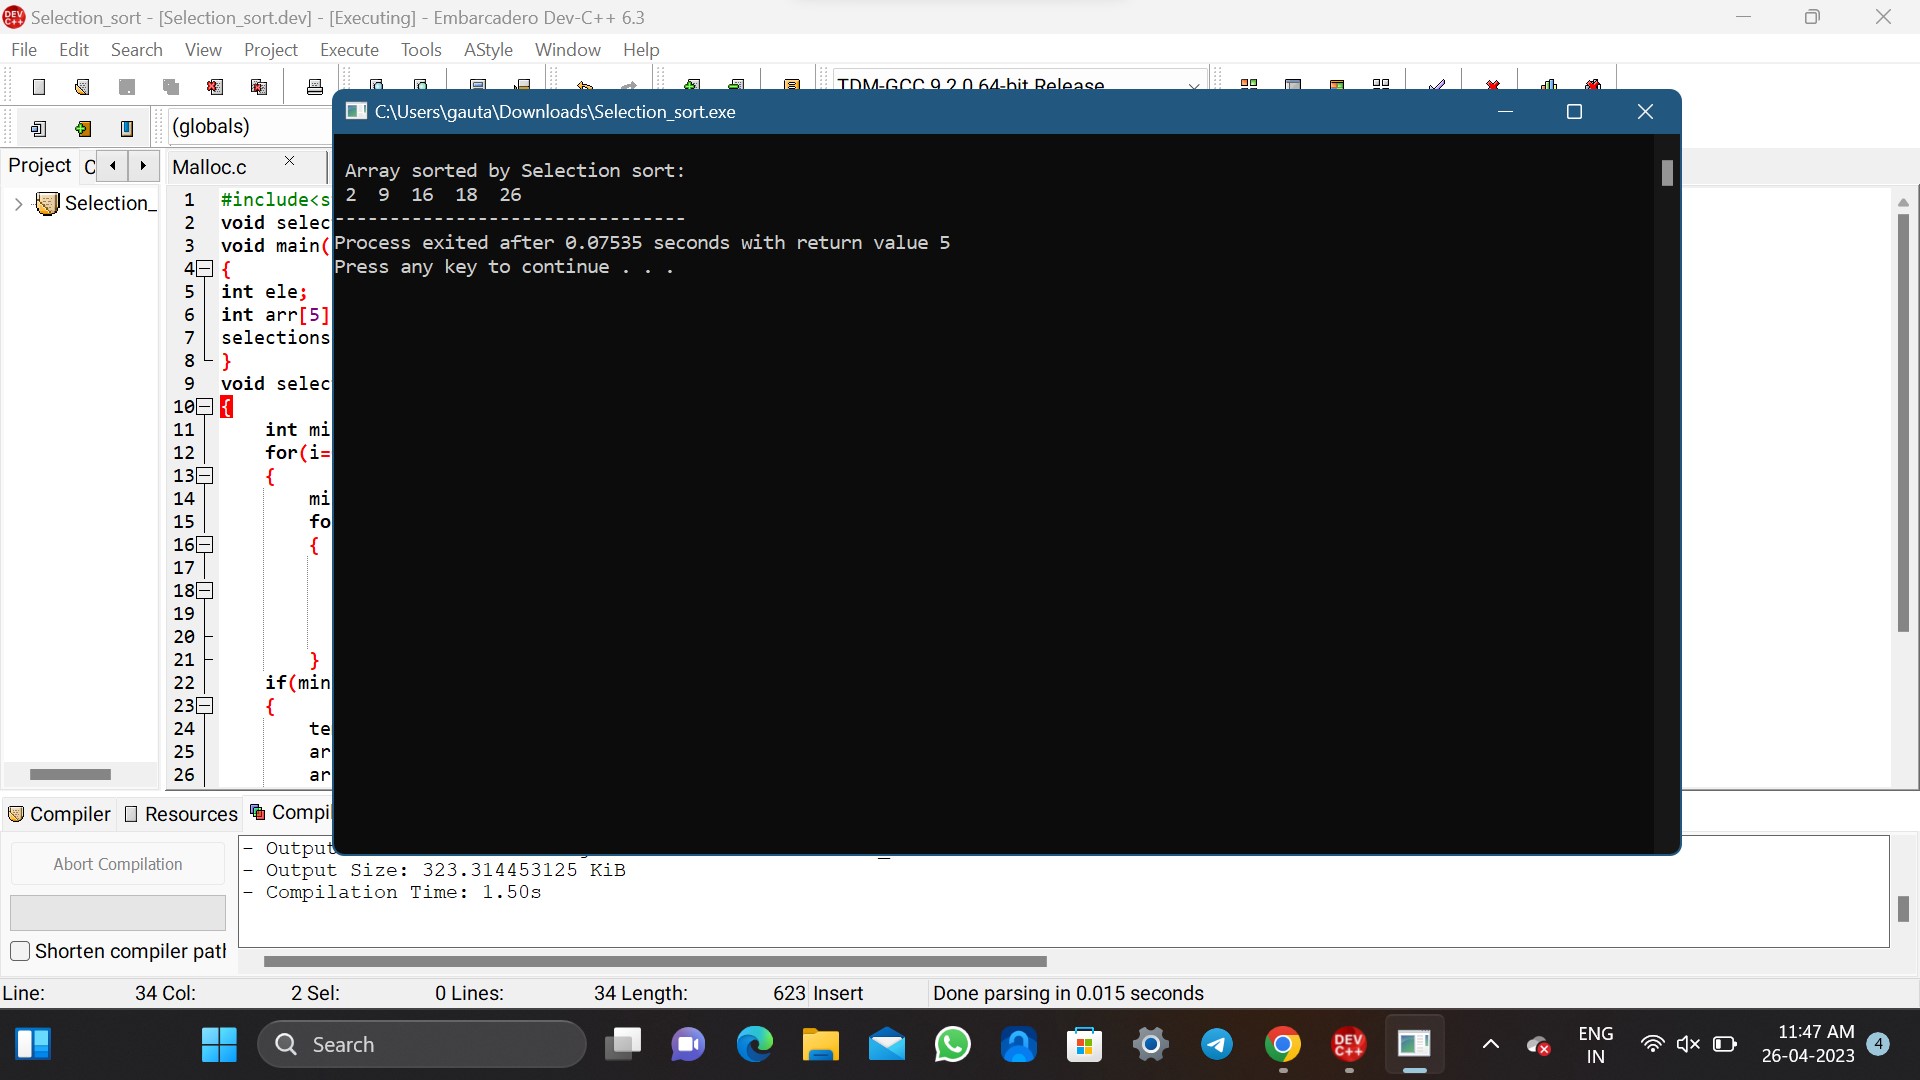 Selection_sort - [Selection_sort.dev] - [Executing] - Embarcadero Dev-C++ 6.3
File Edit Search View Project Execute Tools AStyle Window Help
TDM-GCC 9.2.0 64-bit Release
(globals)
C:\Users\gauta\Downloads\Selection_sort.exe
Project C
Malloc.c
Selection_
1 #include<s
2 void selec
3 void main(
4 {
5 int ele;
6 int arr[5]
7 selections
8 }
9 void selec
10 {
11 int mi
12 for(i=
13 {
14 mi
15 fo
16 {
17
18
19
20
21 }
22 if(min
23 {
24 te
25 ar
26 ar
Array sorted by Selection sort:
2 9 16 18 26
--------------------------------
Process exited after 0.07535 seconds with return value 5
Press any key to continue . . .
Compiler Resources Compil
Abort Compilation
Shorten compiler path
- Output
- Output Size: 323.314453125 KiB
- Compilation Time: 1.50s
Line: 34 Col: 2 Sel: 0 Lines: 34 Length: 623 Insert Done parsing in 0.015 seconds
Search
DEV C++
ENG
IN
11:47 AM
26-04-2023
4